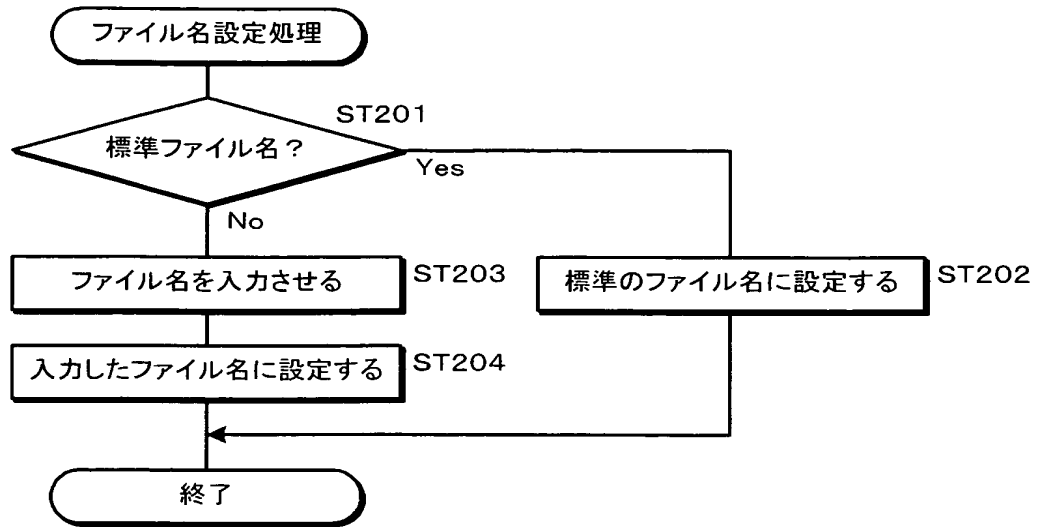 ファイル名設定処理
ST201
標準ファイル名?
Yes
No
ファイル名を入力させる
ST203
標準のファイル名に設定する
ST202
入力したファイル名に設定する
ST204
終了